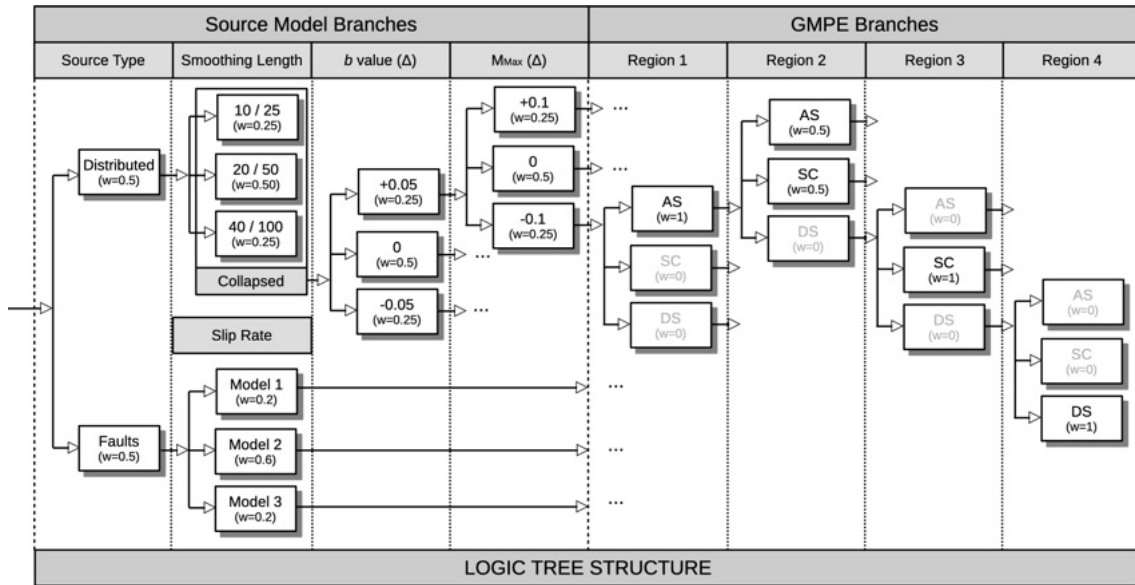 Source Model Branches
GMPE Branches
Source Type
Smoothing Length
b value (Δ)
MMax (Δ)
Region 1
Region 2
Region 3
Region 4
Distributed
(w=0.5)
10 / 25
(w=0.25)
20 / 50
(w=0.50)
40 / 100
(w=0.25)
Collapsed
+0.05
(w=0.25)
0
(w=0.5)
...
-0.05
(w=0.25)
...
+0.1
(w=0.25)
...
0
(w=0.5)
...
-0.1
(w=0.25)
AS
(w=1)
SC
(w=0)
DS
(w=0)
AS
(w=0.5)
SC
(w=0.5)
DS
(w=0)
AS
(w=0)
SC
(w=1)
DS
(w=0)
AS
(w=0)
SC
(w=0)
DS
(w=1)
Slip Rate
Faults
(w=0.5)
Model 1
(w=0.2)
...
Model 2
(w=0.6)
...
Model 3
(w=0.2)
...
LOGIC TREE STRUCTURE